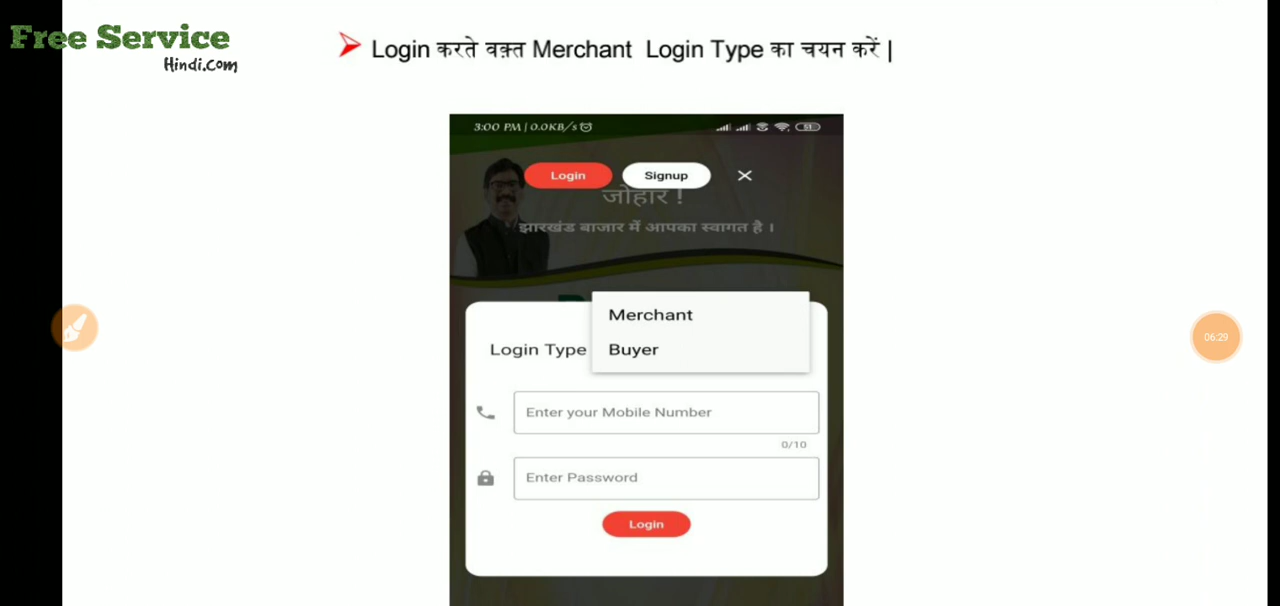 Free Service
Hindi.Com
Login करते वक़्त Merchant Login Type का चयन करें |
3:00 PM | 0.0KB/s
51
Login
Signup
जोहार !
झारखंड बाजार में आपका स्वागत है ।
Merchant
Login Type
Buyer
Enter your Mobile Number
0/10
Enter Password
Login
06:29